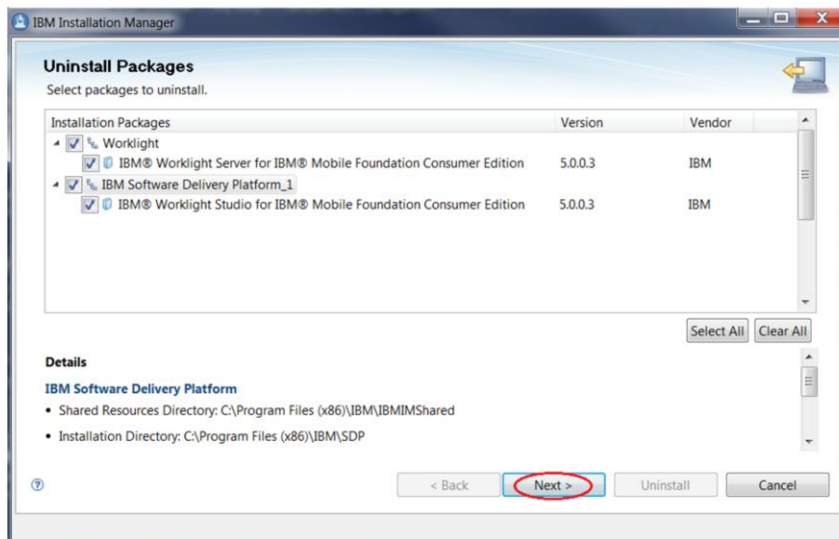 IBM Installation Manager
Uninstall Packages
Select packages to uninstall.
Installation Packages Version Vendor
Worklight
IBM® Worklight Server for IBM® Mobile Foundation Consumer Edition 5.0.0.3 IBM
IBM Software Delivery Platform_1
IBM® Worklight Studio for IBM® Mobile Foundation Consumer Edition 5.0.0.3 IBM
Select All Clear All
Details
IBM Software Delivery Platform
• Shared Resources Directory: C:\Program Files (x86)\IBM\IBMIMShared
• Installation Directory: C:\Program Files (x86)\IBM\SDP
? < Back Next > Uninstall Cancel